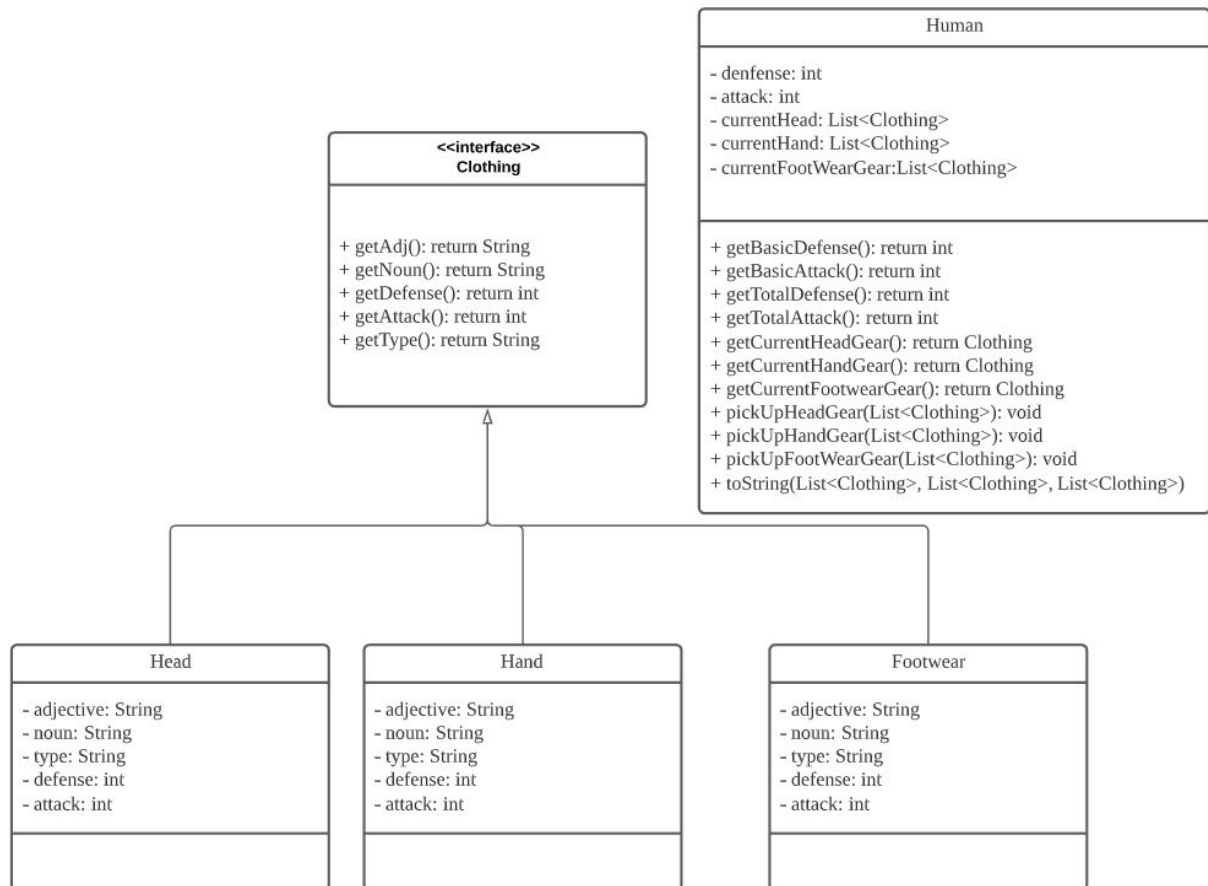 Human
- denfense: int
- attack: int
- currentHead: List<Clothing>
- currentHand: List<Clothing>
- currentFootWearGear:List<Clothing>
+ getBasicDefense(): return int
+ getBasicAttack(): return int
+ getTotalDefense(): return int
+ getTotalAttack(): return int
+ getCurrentHeadGear(): return Clothing
+ getCurrentHandGear(): return Clothing
+ getCurrentFootwearGear(): return Clothing
+ pickUpHeadGear(List<Clothing>): void
+ pickUpHandGear(List<Clothing>): void
+ pickUpFootWearGear(List<Clothing>): void
+ toString(List<Clothing>, List<Clothing>, List<Clothing>)
<<interface>>
Clothing
+ getAdj(): return String
+ getNoun(): return String
+ getDefense(): return int
+ getAttack(): return int
+ getType(): return String
Head
- adjective: String
- noun: String
- type: String
- defense: int
- attack: int
Hand
- adjective: String
- noun: String
- type: String
- defense: int
- attack: int
Footwear
- adjective: String
- noun: String
- type: String
- defense: int
- attack: int